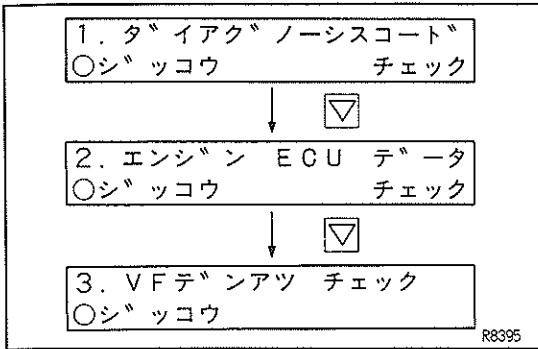 1．タ゛イアク゛ノーシスコート゛
○シ゛ッコウ チェック
▽
2．エンシ゛ン ECU テ゛ータ
○シ゛ッコウ チェック
▽
3．VFテ゛ンアツ チェック
○シ゛ッコウ
R8395